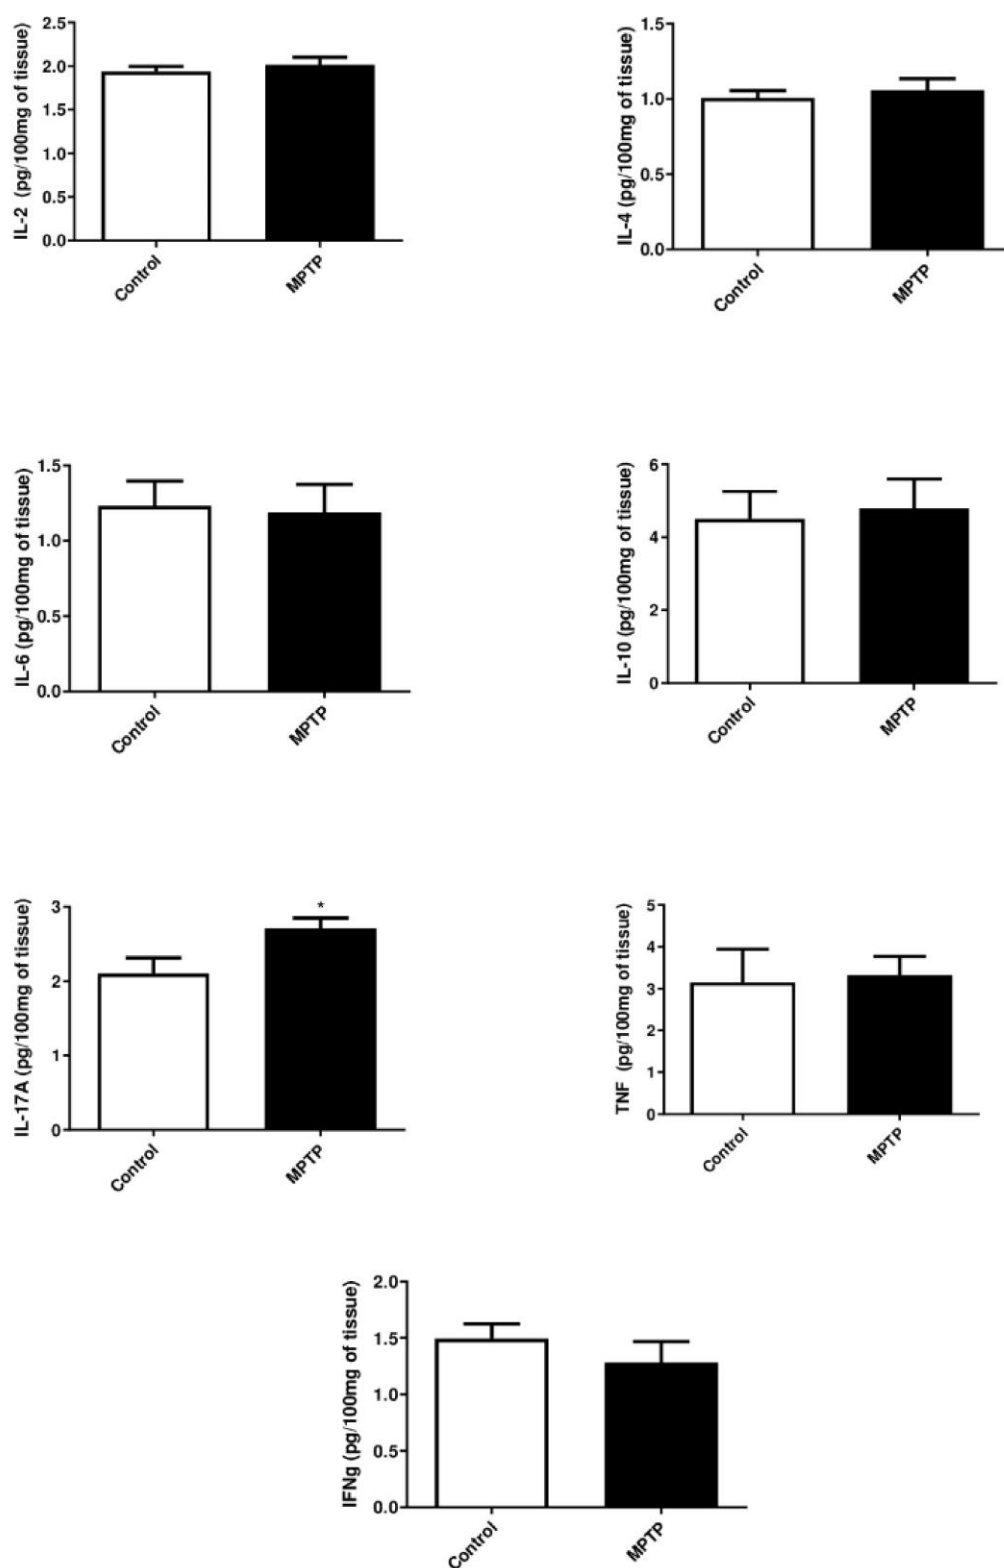 IL-2 (pg/100mg of tissue)
2.5
2.0
1.5
1.0
0.5
0.0
Control
MPTP
IL-4 (pg/100mg of tissue)
1.5
1.0
0.5
0.0
Control
MPTP
IL-6 (pg/100mg of tissue)
1.5
1.0
0.5
0.0
Control
MPTP
IL-10 (pg/100mg of tissue)
6
4
2
0
Control
MPTP
IL-17A (pg/100mg of tissue)
3
2
1
0
*
Control
MPTP
TNF (pg/100mg of tissue)
5
4
3
2
1
0
Control
MPTP
IFNg (pg/100mg of tissue)
2.0
1.5
1.0
0.5
0.0
Control
MPTP